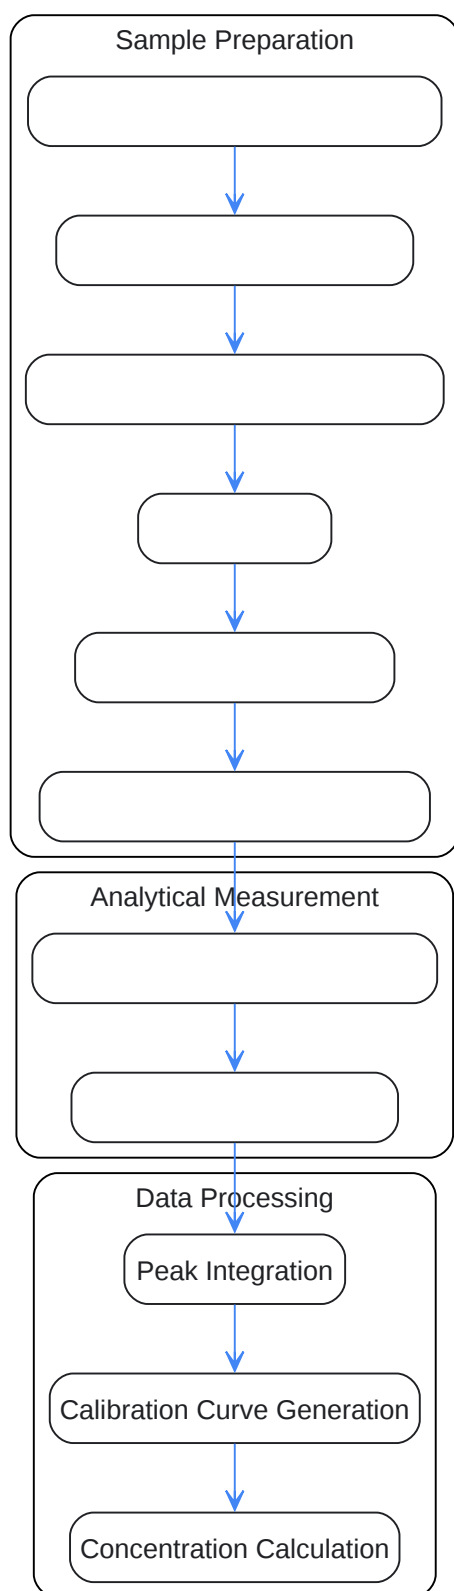 Sample Preparation
Analytical Measurement
Data Processing
Peak Integration
Calibration Curve Generation
Concentration Calculation